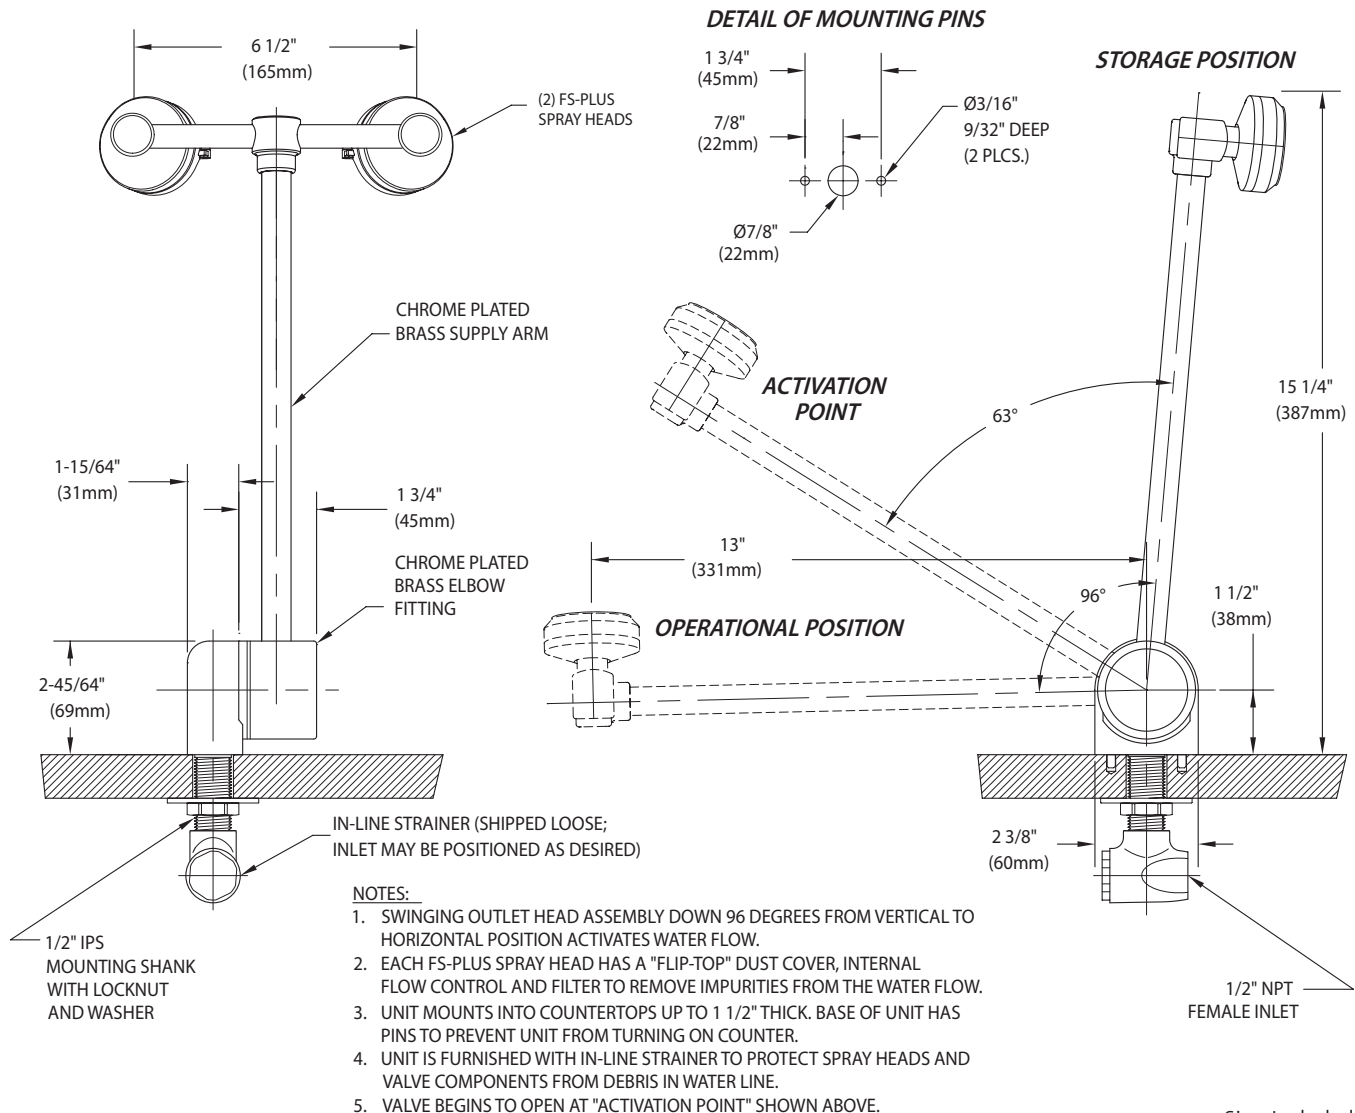 DETAIL OF MOUNTING PINS
6 1/2"
(165mm)
(2) FS-PLUS
SPRAY HEADS
1 3/4"
(45mm)
7/8"
(22mm)
Ø3/16"
9/32" DEEP
(2 PLCS.)
Ø7/8"
(22mm)
STORAGE POSITION
CHROME PLATED
BRASS SUPPLY ARM
ACTIVATION
POINT
63°
15 1/4"
(387mm)
1-15/64"
(31mm)
1 3/4"
(45mm)
CHROME PLATED
BRASS ELBOW
FITTING
13"
(331mm)
96°
1 1/2"
(38mm)
OPERATIONAL POSITION
2-45/64"
(69mm)
IN-LINE STRAINER (SHIPPED LOOSE;
INLET MAY BE POSITIONED AS DESIRED)
2 3/8"
(60mm)
1/2" IPS
MOUNTING SHANK
WITH LOCKNUT
AND WASHER
1/2" NPT
FEMALE INLET
NOTES:
1. SWINGING OUTLET HEAD ASSEMBLY DOWN 96 DEGREES FROM VERTICAL TO
HORIZONTAL POSITION ACTIVATES WATER FLOW.
2. EACH FS-PLUS SPRAY HEAD HAS A "FLIP-TOP" DUST COVER, INTERNAL
FLOW CONTROL AND FILTER TO REMOVE IMPURITIES FROM THE WATER FLOW.
3. UNIT MOUNTS INTO COUNTERTOPS UP TO 1 1/2" THICK. BASE OF UNIT HAS
PINS TO PREVENT UNIT FROM TURNING ON COUNTER.
4. UNIT IS FURNISHED WITH IN-LINE STRAINER TO PROTECT SPRAY HEADS AND
VALVE COMPONENTS FROM DEBRIS IN WATER LINE.
5. VALVE BEGINS TO OPEN AT "ACTIVATION POINT" SHOWN ABOVE.